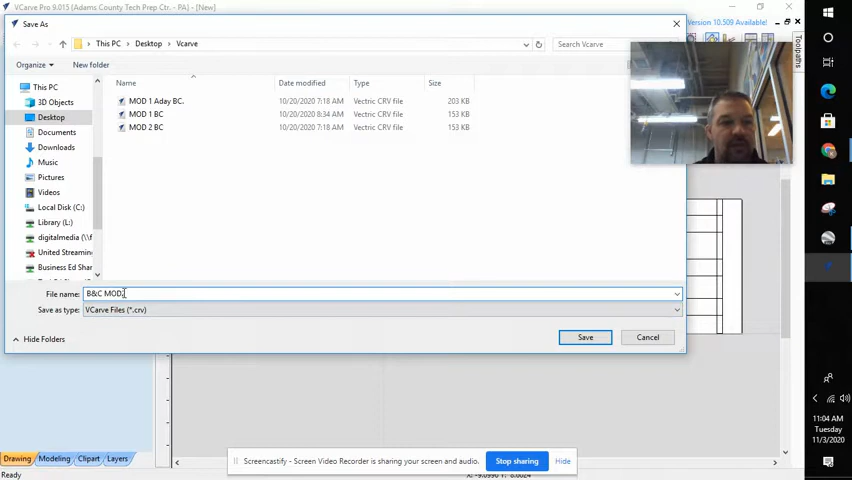 VCarve Pro 9.015 (Adams County Tech Prep Ctr. - PA) - [New]
Save As
Version 10.509 Available!
This PC > Desktop > Vcarve
Search Vcarve
Toolpaths
Organize
New folder
This PC
3D Objects
Desktop
Documents
Downloads
Music
Pictures
Videos
Local Disk (C:)
Library (L:)
digitalmedia (\\f
United Streaming
Business Ed Shar
Name Date modified Type Size
MOD 1 Aday BC. 10/20/2020 7:18 AM Vectric CRV file 203 KB
MOD 1 BC 10/20/2020 8:34 AM Vectric CRV file 153 KB
MOD 2 BC 10/20/2020 7:18 AM Vectric CRV file 153 KB
File name: B&C MOD
Save as type: VCarve Files (*.crv)
Hide Folders
Save
Cancel
Drawing Modeling Clipart Layers
Ready
Screencastify - Screen Video Recorder is sharing your screen and audio.
Stop sharing
Hide
11:04 AM
Tuesday
11/3/2020